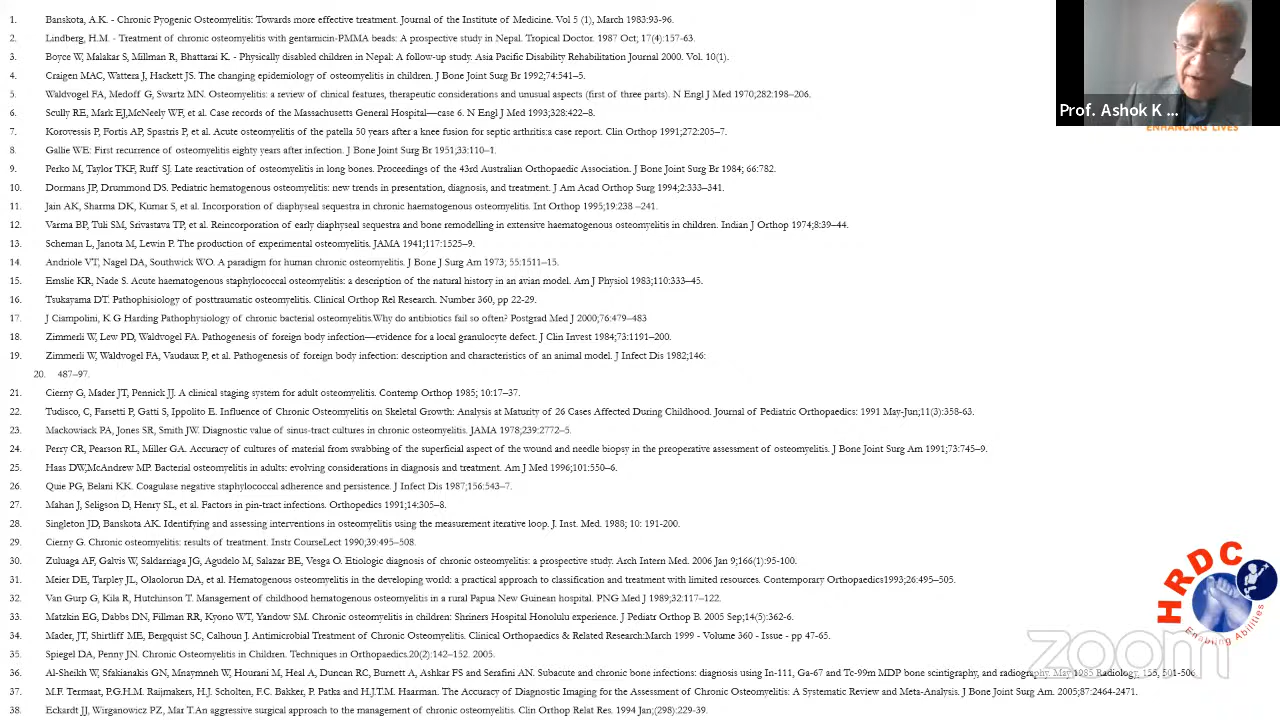 1. Banskota, A.K. - Chronic Pyogenic Osteomyelitis: Towards more effective treatment. Journal of the Institute of Medicine. Vol 5 (1), March 1983:93-96.
2. Lindberg, H.M. - Treatment of chronic osteomyelitis with gentamicin-PMMA beads: A prospective study in Nepal. Tropical Doctor. 1987 Oct; 17(4):157-63.
3. Boyce W, Malakar S, Millman R, Bhattarai K. - Physically disabled children in Nepal: A follow-up study. Asia Pacific Disability Rehabilitation Journal 2000. Vol. 10(1).
4. Craigen MAC, Wattera J, Hackett JS. The changing epidemiology of osteomyelitis in children. J Bone Joint Surg Br 1992;74:541–5.
5. Waldvogel FA, Medoff G, Swartz MN. Osteomyelitis: a review of clinical features, therapeutic considerations and unusual aspects (first of three parts). N Engl J Med 1970;282:198–206.
6. Scully RE, Mark EJ,McNeely WF, et al. Case records of the Massachusetts General Hospital—case 6. N Engl J Med 1993;328:422–8.
7. Korovessis P, Fortis AP, Spastris P, et al. Acute osteomyelitis of the patella 50 years after a knee fusion for septic arthritis:a case report. Clin Orthop 1991;272:205–7.
8. Gallie WE: First recurrence of osteomyelitis eighty years after infection. J Bone Joint Surg Br 1951;33:110–1.
9. Perko M, Taylor TKF, Ruff SJ. Late reactivation of osteomyelitis in long bones. Proceedings of the 43rd Australian Orthopaedic Association. J Bone Joint Surg Br 1984; 66:782.
10. Dormans JP, Drummond DS. Pediatric hematogenous osteomyelitis: new trends in presentation, diagnosis, and treatment. J Am Acad Orthop Surg 1994;2:333–341.
11. Jain AK, Sharma DK, Kumar S, et al. Incorporation of diaphyseal sequestra in chronic haematogenous osteomyelitis. Int Orthop 1995;19:238 –241.
12. Varma BP, Tuli SM, Srivastava TP, et al. Reincorporation of early diaphyseal sequestra and bone remodelling in extensive haematogenous osteomyelitis in children. Indian J Orthop 1974;8:39–44.
13. Scheman L, Janota M, Lewin P. The production of experimental osteomyelitis. JAMA 1941;117:1525–9.
14. Andriole VT, Nagel DA, Southwick WO. A paradigm for human chronic osteomyelitis. J Bone J Surg Am 1973; 55:1511–15.
15. Emslie KR, Nade S. Acute haematogenous staphylococcal osteomyelitis: a description of the natural history in an avian model. Am J Physiol 1983;110:333–45.
16. Tsukayama DT. Pathophisiology of posttraumatic osteomyelitis. Clinical Orthop Rel Research. Number 360, pp 22-29.
17. J Ciampolini, K G Harding Pathophysiology of chronic bacterial osteomyelitis.Why do antibiotics fail so often? Postgrad Med J 2000;76:479–483
18. Zimmerli W, Lew PD, Waldvogel FA. Pathogenesis of foreign body infection—evidence for a local granulocyte defect. J Clin Invest 1984;73:1191–200.
19. Zimmerli W, Waldvogel FA, Vaudaux P, et al. Pathogenesis of foreign body infection: description and characteristics of an animal model. J Infect Dis 1982;146:
20. 487–97.
21. Cierny G, Mader JT, Pennick JJ. A clinical staging system for adult osteomyelitis. Contemp Orthop 1985; 10:17–37.
22. Tudisco, C, Farsetti P, Gatti S, Ippolito E. Influence of Chronic Osteomyelitis on Skeletal Growth: Analysis at Maturity of 26 Cases Affected During Childhood. Journal of Pediatric Orthopaedics: 1991 May-Jun;11(3):358-63.
23. Mackowiack PA, Jones SR, Smith JW. Diagnostic value of sinus-tract cultures in chronic osteomyelitis. JAMA 1978;239:2772–5.
24. Perry CR, Pearson RL, Miller GA. Accuracy of cultures of material from swabbing of the superficial aspect of the wound and needle biopsy in the preoperative assessment of osteomyelitis. J Bone Joint Surg Am 1991;73:745–9.
25. Haas DW,McAndrew MP. Bacterial osteomyelitis in adults: evolving considerations in diagnosis and treatment. Am J Med 1996;101:550–6.
26. Quie PG, Belani KK. Coagulase negative staphylococcal adherence and persistence. J Infect Dis 1987;156:543–7.
27. Mahan J, Seligson D, Henry SL, et al. Factors in pin-tract infections. Orthopedics 1991;14:305–8.
28. Singleton JD, Banskota AK. Identifying and assessing interventions in osteomyelitis using the measurement iterative loop. J. Inst. Med. 1988; 10: 191-200.
29. Cierny G. Chronic osteomyelitis: results of treatment. Instr CourseLect 1990;39:495–508.
30. Zuluaga AF, Galvis W, Saldarriaga JG, Agudelo M, Salazar BE, Vesga O. Etiologic diagnosis of chronic osteomyelitis: a prospective study. Arch Intern Med. 2006 Jan 9;166(1):95-100.
31. Meier DE, Tarpley JL, Olaolorun DA, et al. Hematogenous osteomyelitis in the developing world: a practical approach to classification and treatment with limited resources. Contemporary Orthopaedics1993;26:495–505.
32. Van Gurp G, Kila R, Hutchinson T. Management of childhood hematogenous osteomyelitis in a rural Papua New Guinean hospital. PNG Med J 1989;32:117–122.
33. Matzkin EG, Dabbs DN, Fillman RR, Kyono WT, Yandow SM. Chronic osteomyelitis in children: Shriners Hospital Honolulu experience. J Pediatr Orthop B. 2005 Sep;14(5):362-6.
34. Mader, JT, Shirtliff ME, Bergquist SC, Calhoun J. Antimicrobial Treatment of Chronic Osteomyelitis. Clinical Orthopaedics & Related Research:March 1999 - Volume 360 - Issue - pp 47-65.
35. Spiegel DA, Penny JN. Chronic Osteomyelitis in Children. Techniques in Orthopaedics.20(2):142–152. 2005.
36. Al-Sheikh W, Sfakianakis GN, Mnaymneh W, Hourani M, Heal A, Duncan RC, Burnett A, Ashkar FS and Serafini AN. Subacute and chronic bone infections: diagnosis using In-111, Ga-67 and Tc-99m MDP bone scintigraphy, and radiography. May 1985 Radiology, 155, 501-506.
37. M.F. Termaat, P.G.H.M. Raijmakers, H.J. Scholten, F.C. Bakker, P. Patka and H.J.T.M. Haarman. The Accuracy of Diagnostic Imaging for the Assessment of Chronic Osteomyelitis: A Systematic Review and Meta-Analysis. J Bone Joint Surg Am. 2005;87:2464-2471.
38. Eckardt JJ, Wirganowicz PZ, Mar T.An aggressive surgical approach to the management of chronic osteomyelitis. Clin Orthop Relat Res. 1994 Jan;(298):229-39.
Prof. Ashok K ...
ENHANCING LIVES
HRDC
Enabling Abilities
zoom